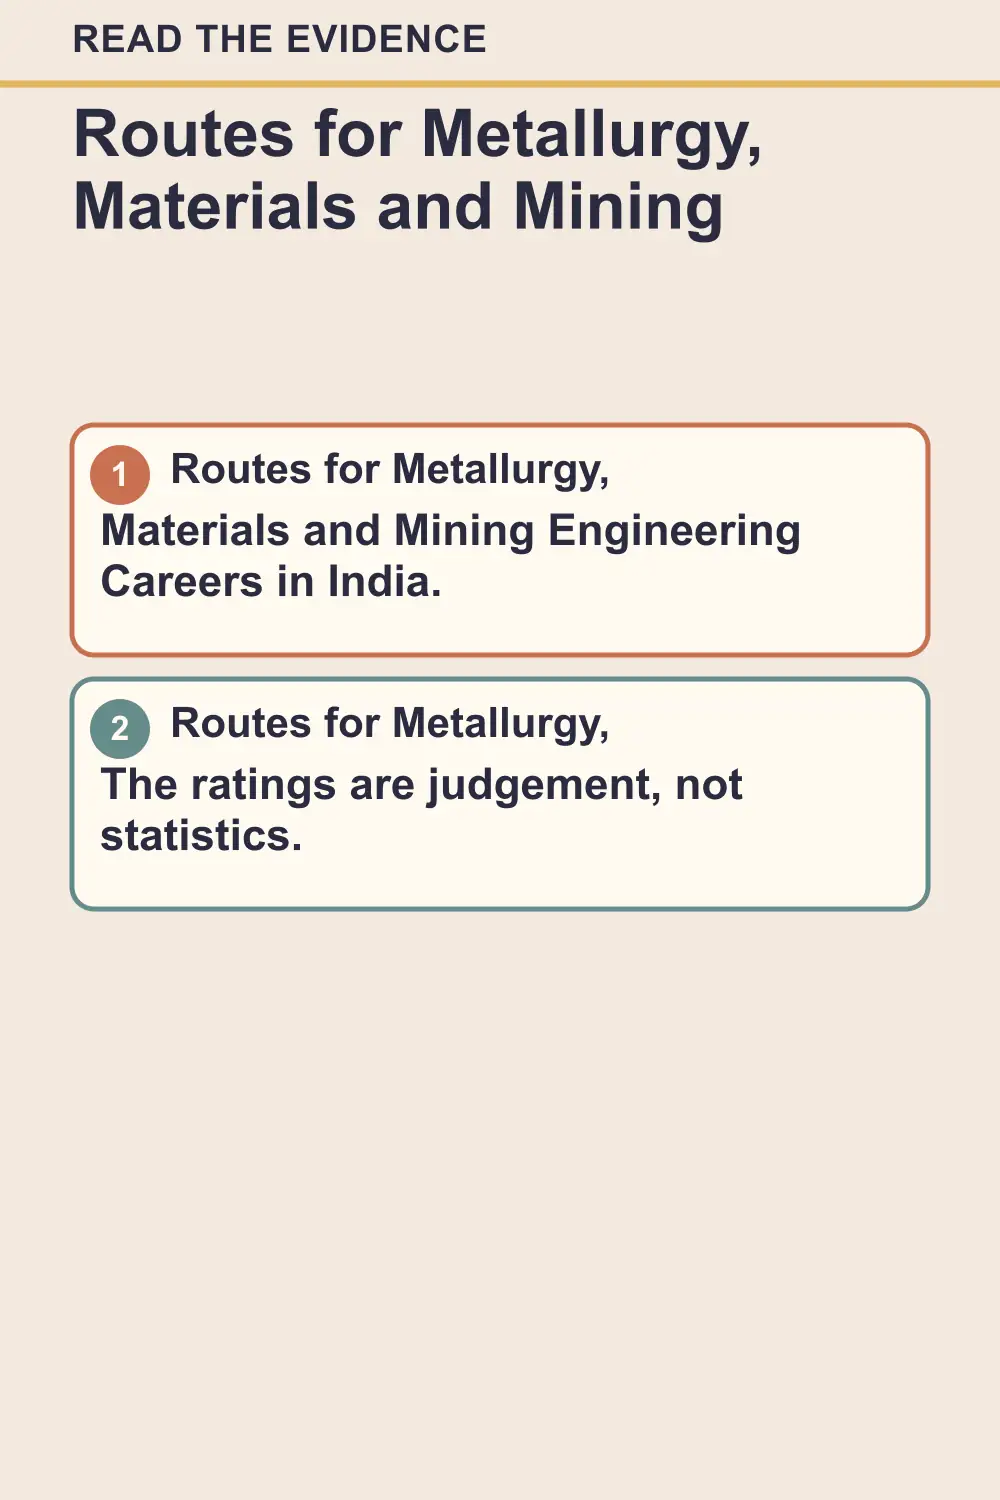 READ THE EVIDENCE
Routes for Metallurgy,
Materials and Mining
1 Routes for Metallurgy,
Materials and Mining Engineering
Careers in India.
2 Routes for Metallurgy,
The ratings are judgement, not
statistics.